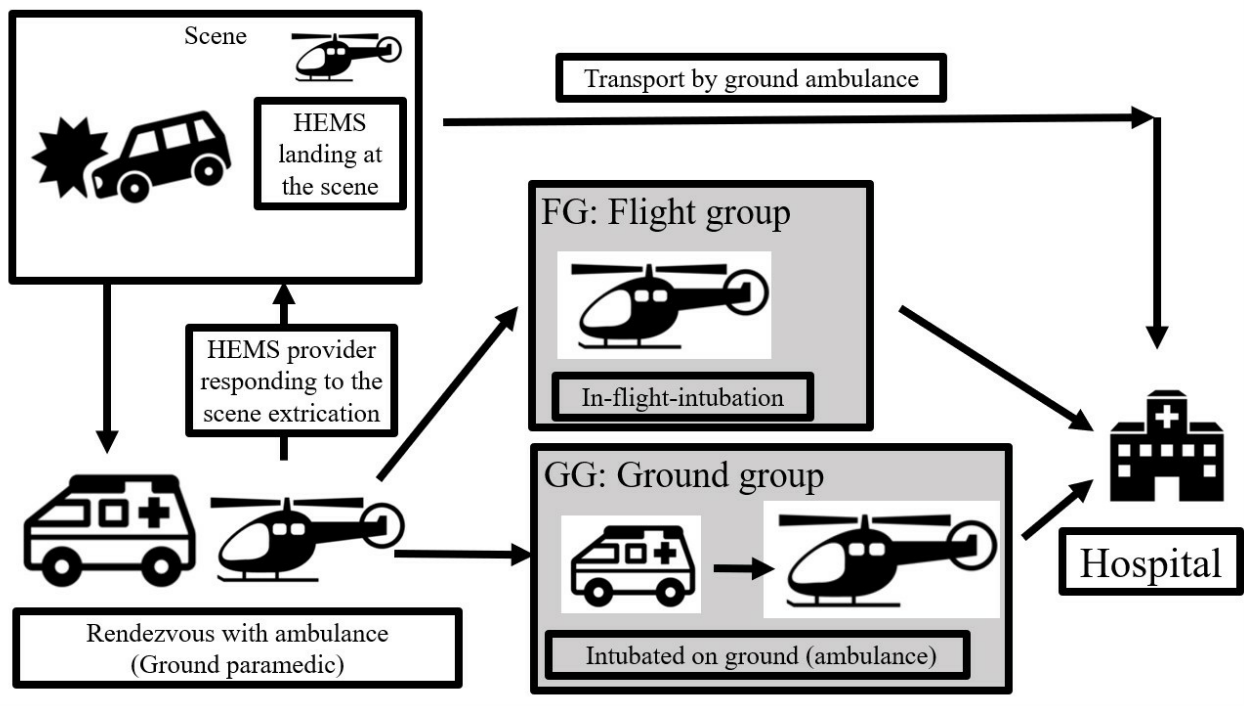 Scene
HEMS
landing at
the scene
Transport by ground ambulance
FG: Flight group
In-flight-intubation
HEMS provider
responding to the
scene extrication
GG: Ground group
Intubated on ground (ambulance)
Hospital
Rendezvous with ambulance
(Ground paramedic)